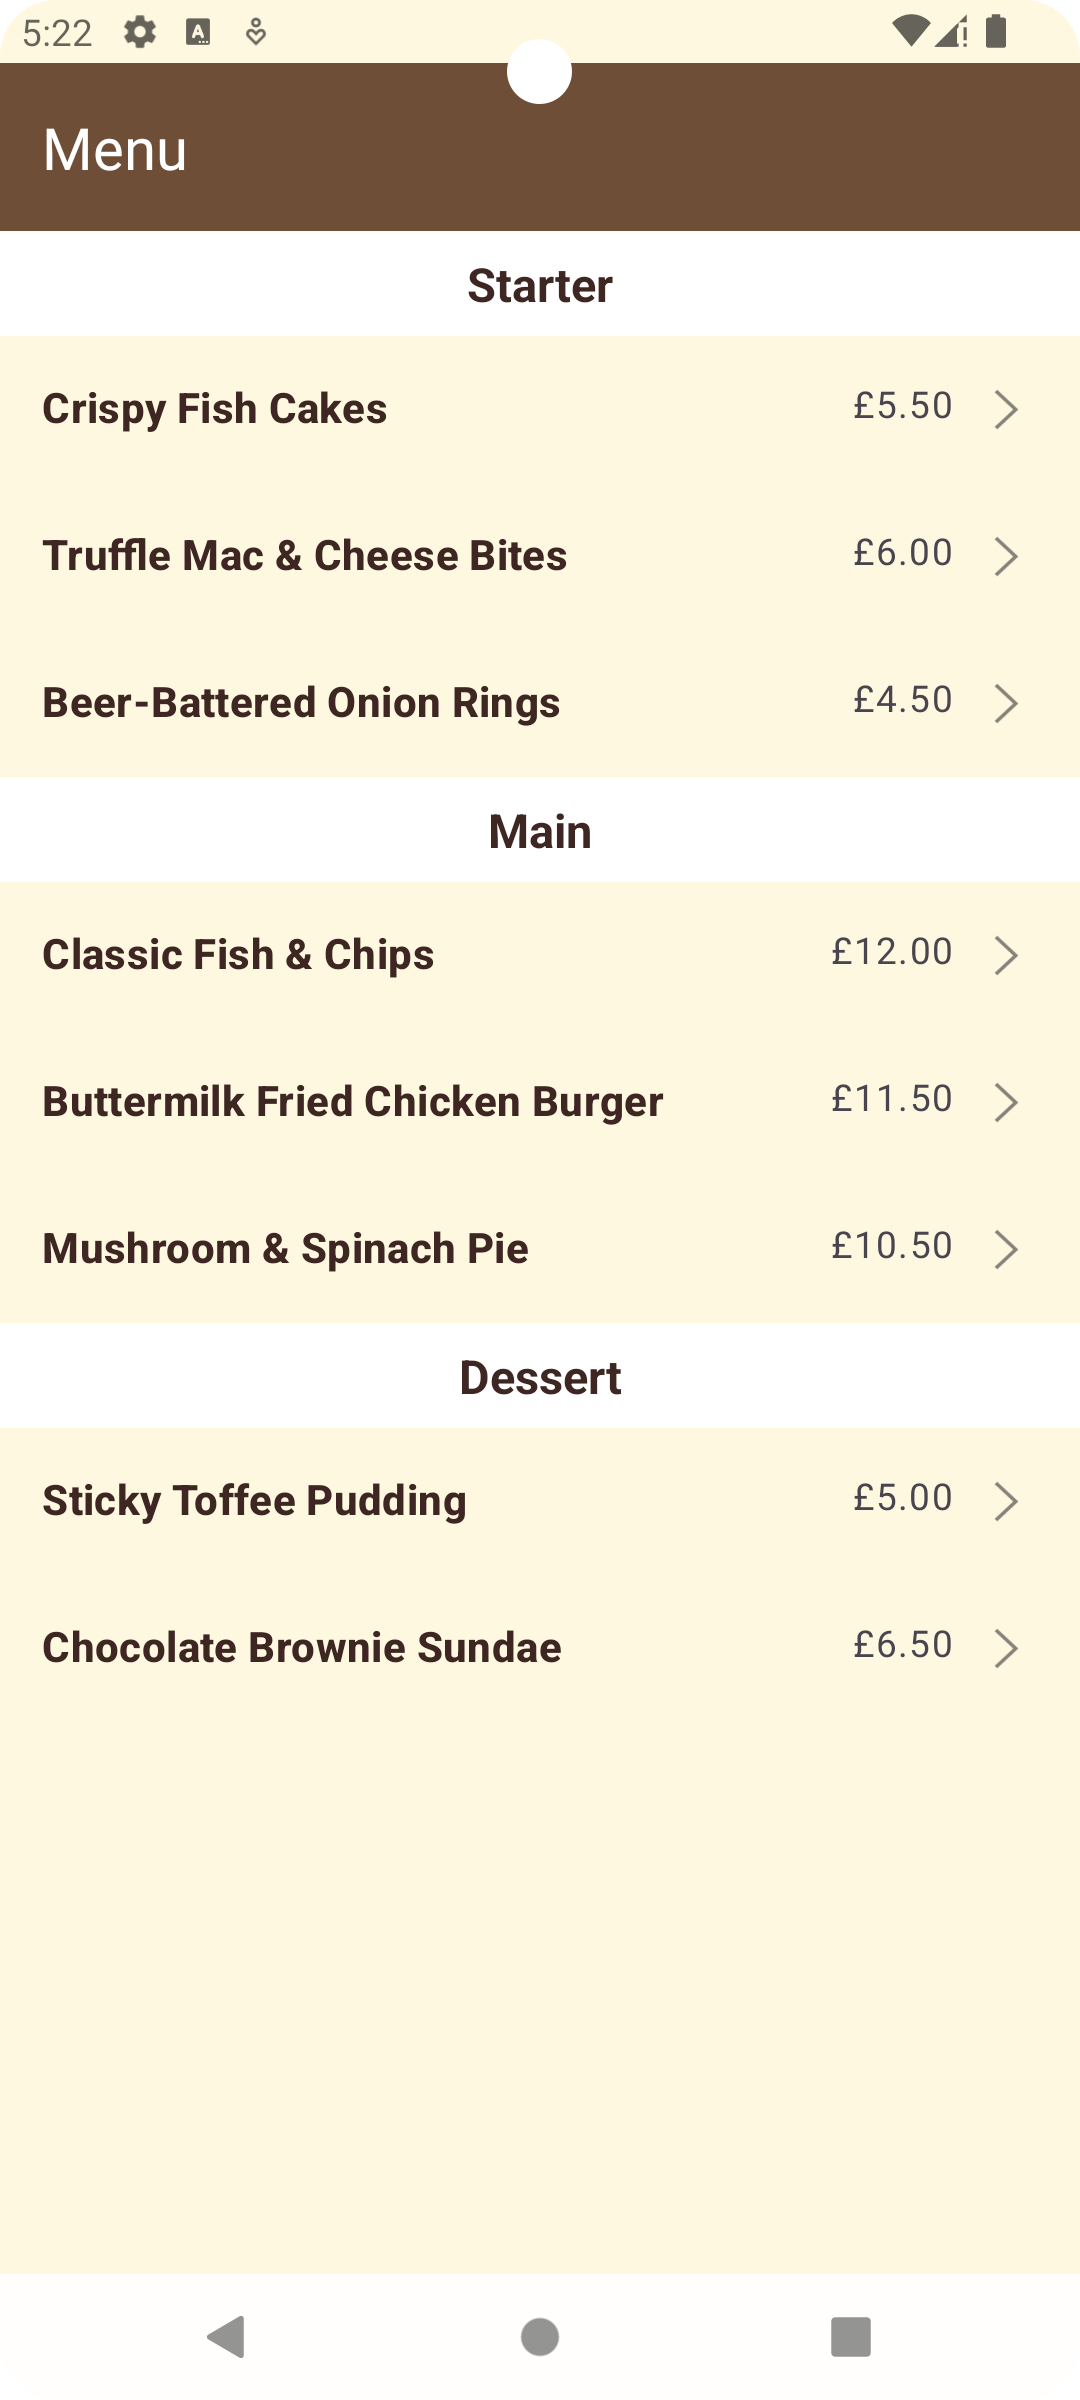 5:22
Menu
Starter
Crispy Fish Cakes £5.50
Truffle Mac & Cheese Bites £6.00
Beer-Battered Onion Rings £4.50
Main
Classic Fish & Chips £12.00
Buttermilk Fried Chicken Burger £11.50
Mushroom & Spinach Pie £10.50
Dessert
Sticky Toffee Pudding £5.00
Chocolate Brownie Sundae £6.50